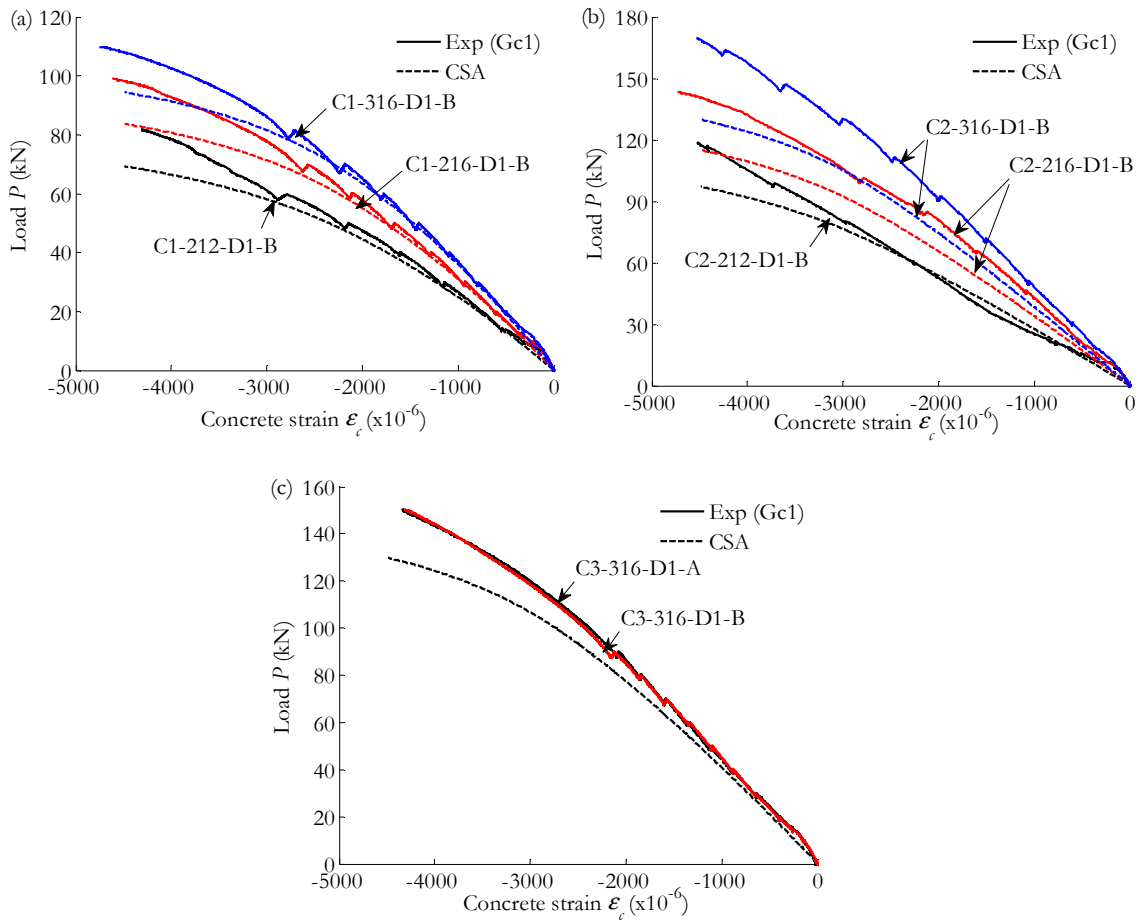 (a)
120
100
80
60
40
20
0
Load P (kN)
Exp (Gc1)
CSA
C1-316-D1-B
C1-216-D1-B
C1-212-D1-B
-5000 -4000 -3000 -2000 -1000 0
Concrete strain ε_c (x10^-6)
(b)
180
150
120
90
60
30
0
Load P (kN)
Exp (Gc1)
CSA
C2-316-D1-B
C2-216-D1-B
C2-212-D1-B
-5000 -4000 -3000 -2000 -1000 0
Concrete strain ε_c (x10^-6)
(c)
160
140
120
100
80
60
40
20
0
Load P (kN)
Exp (Gc1)
CSA
C3-316-D1-A
C3-316-D1-B
-5000 -4000 -3000 -2000 -1000 0
Concrete strain ε_c (x10^-6)